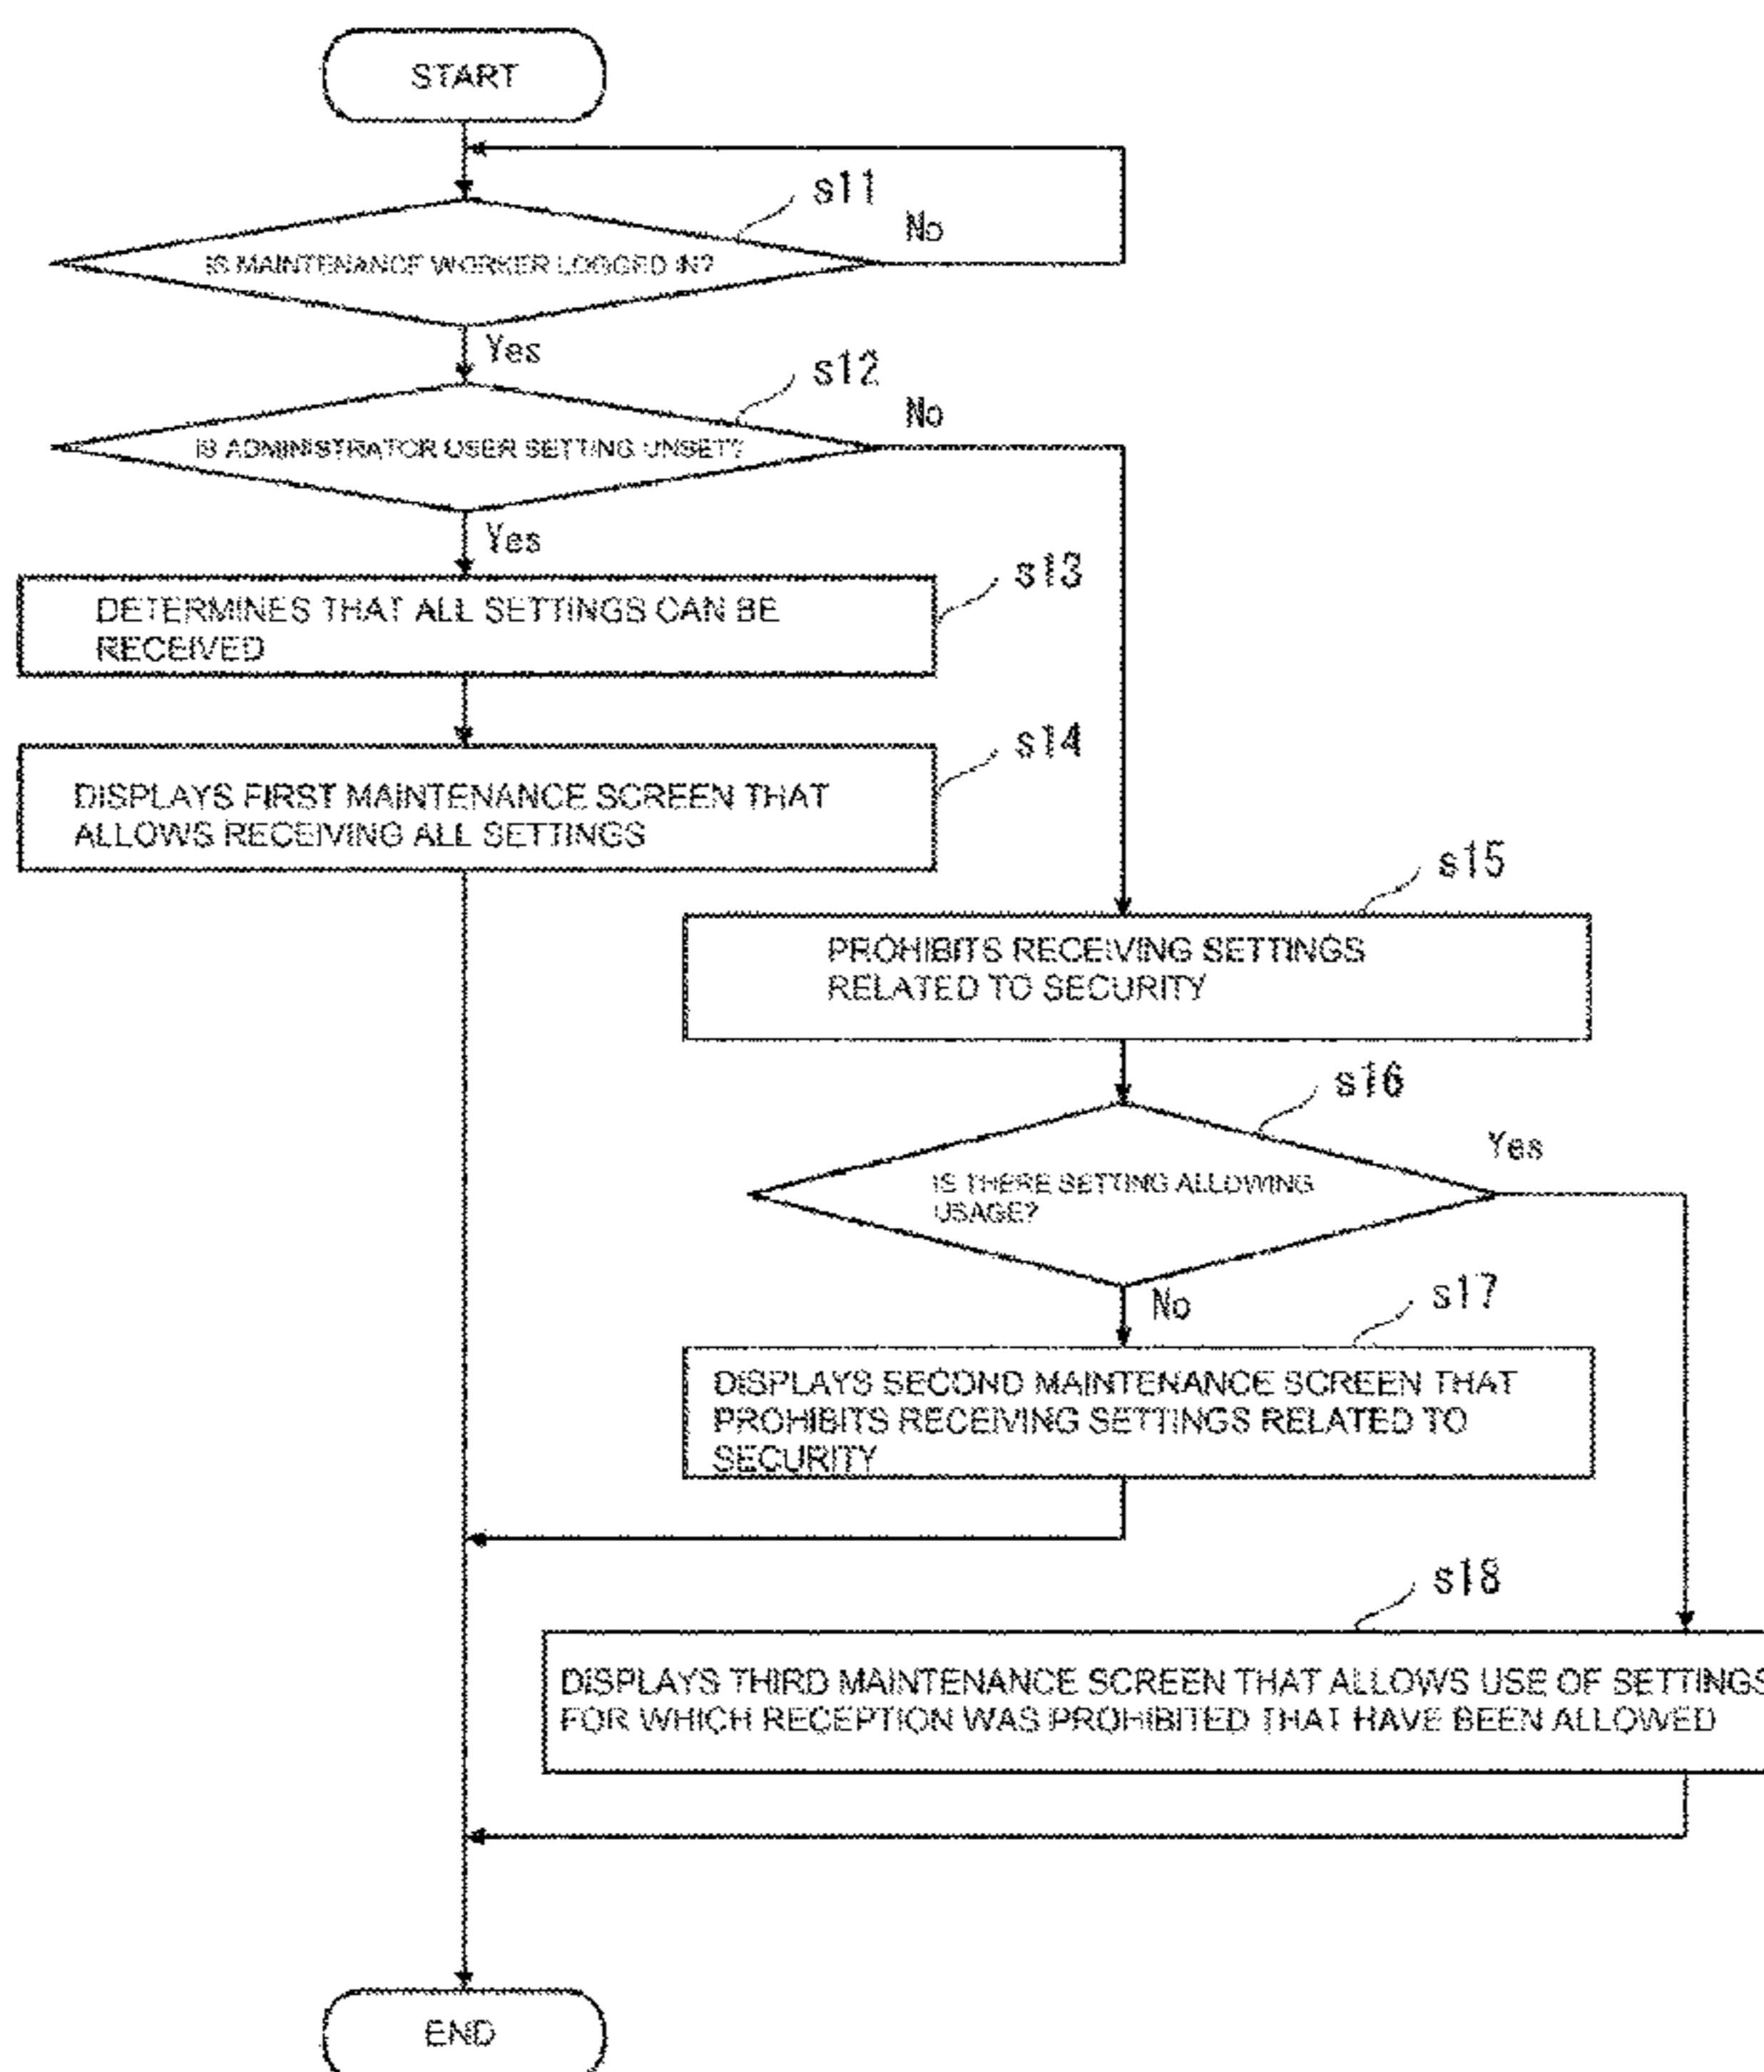 START
s11
No
IS MAINTENANCE WORKER LOGGED IN?
Yes
s12
No
IS ADMINISTRATOR USER SETTING UNSET?
Yes
s13
DETERMINES THAT ALL SETTINGS CAN BE
RECEIVED
s14
DISPLAYS FIRST MAINTENANCE SCREEN THAT
ALLOWS RECEIVING ALL SETTINGS
s15
PROHIBITS RECEIVING SETTINGS
RELATED TO SECURITY
s16
Yes
IS THERE SETTING ALLOWING
USAGE?
No
s17
DISPLAYS SECOND MAINTENANCE SCREEN THAT
PROHIBITS RECEIVING SETTINGS RELATED TO
SECURITY
s18
DISPLAYS THIRD MAINTENANCE SCREEN THAT ALLOWS USE OF SETTINGS
FOR WHICH RECEPTION WAS PROHIBITED THAT HAVE BEEN ALLOWED
END